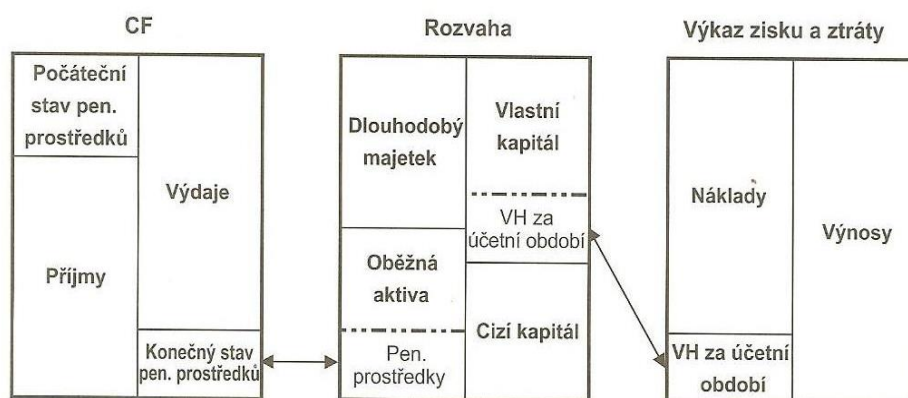 CF
Počáteční
stav pen.
prostředků
Příjmy
Výdaje
Konečný stav
pen. prostředků
Rozvaha
Dlouhodobý
majetek
Oběžná
aktiva
Pen.
prostředky
Vlastní
kapitál
VH za
účetní období
Cizí kapitál
Výkaz zisku a ztráty
Náklady
VH za účetní
období
Výnosy